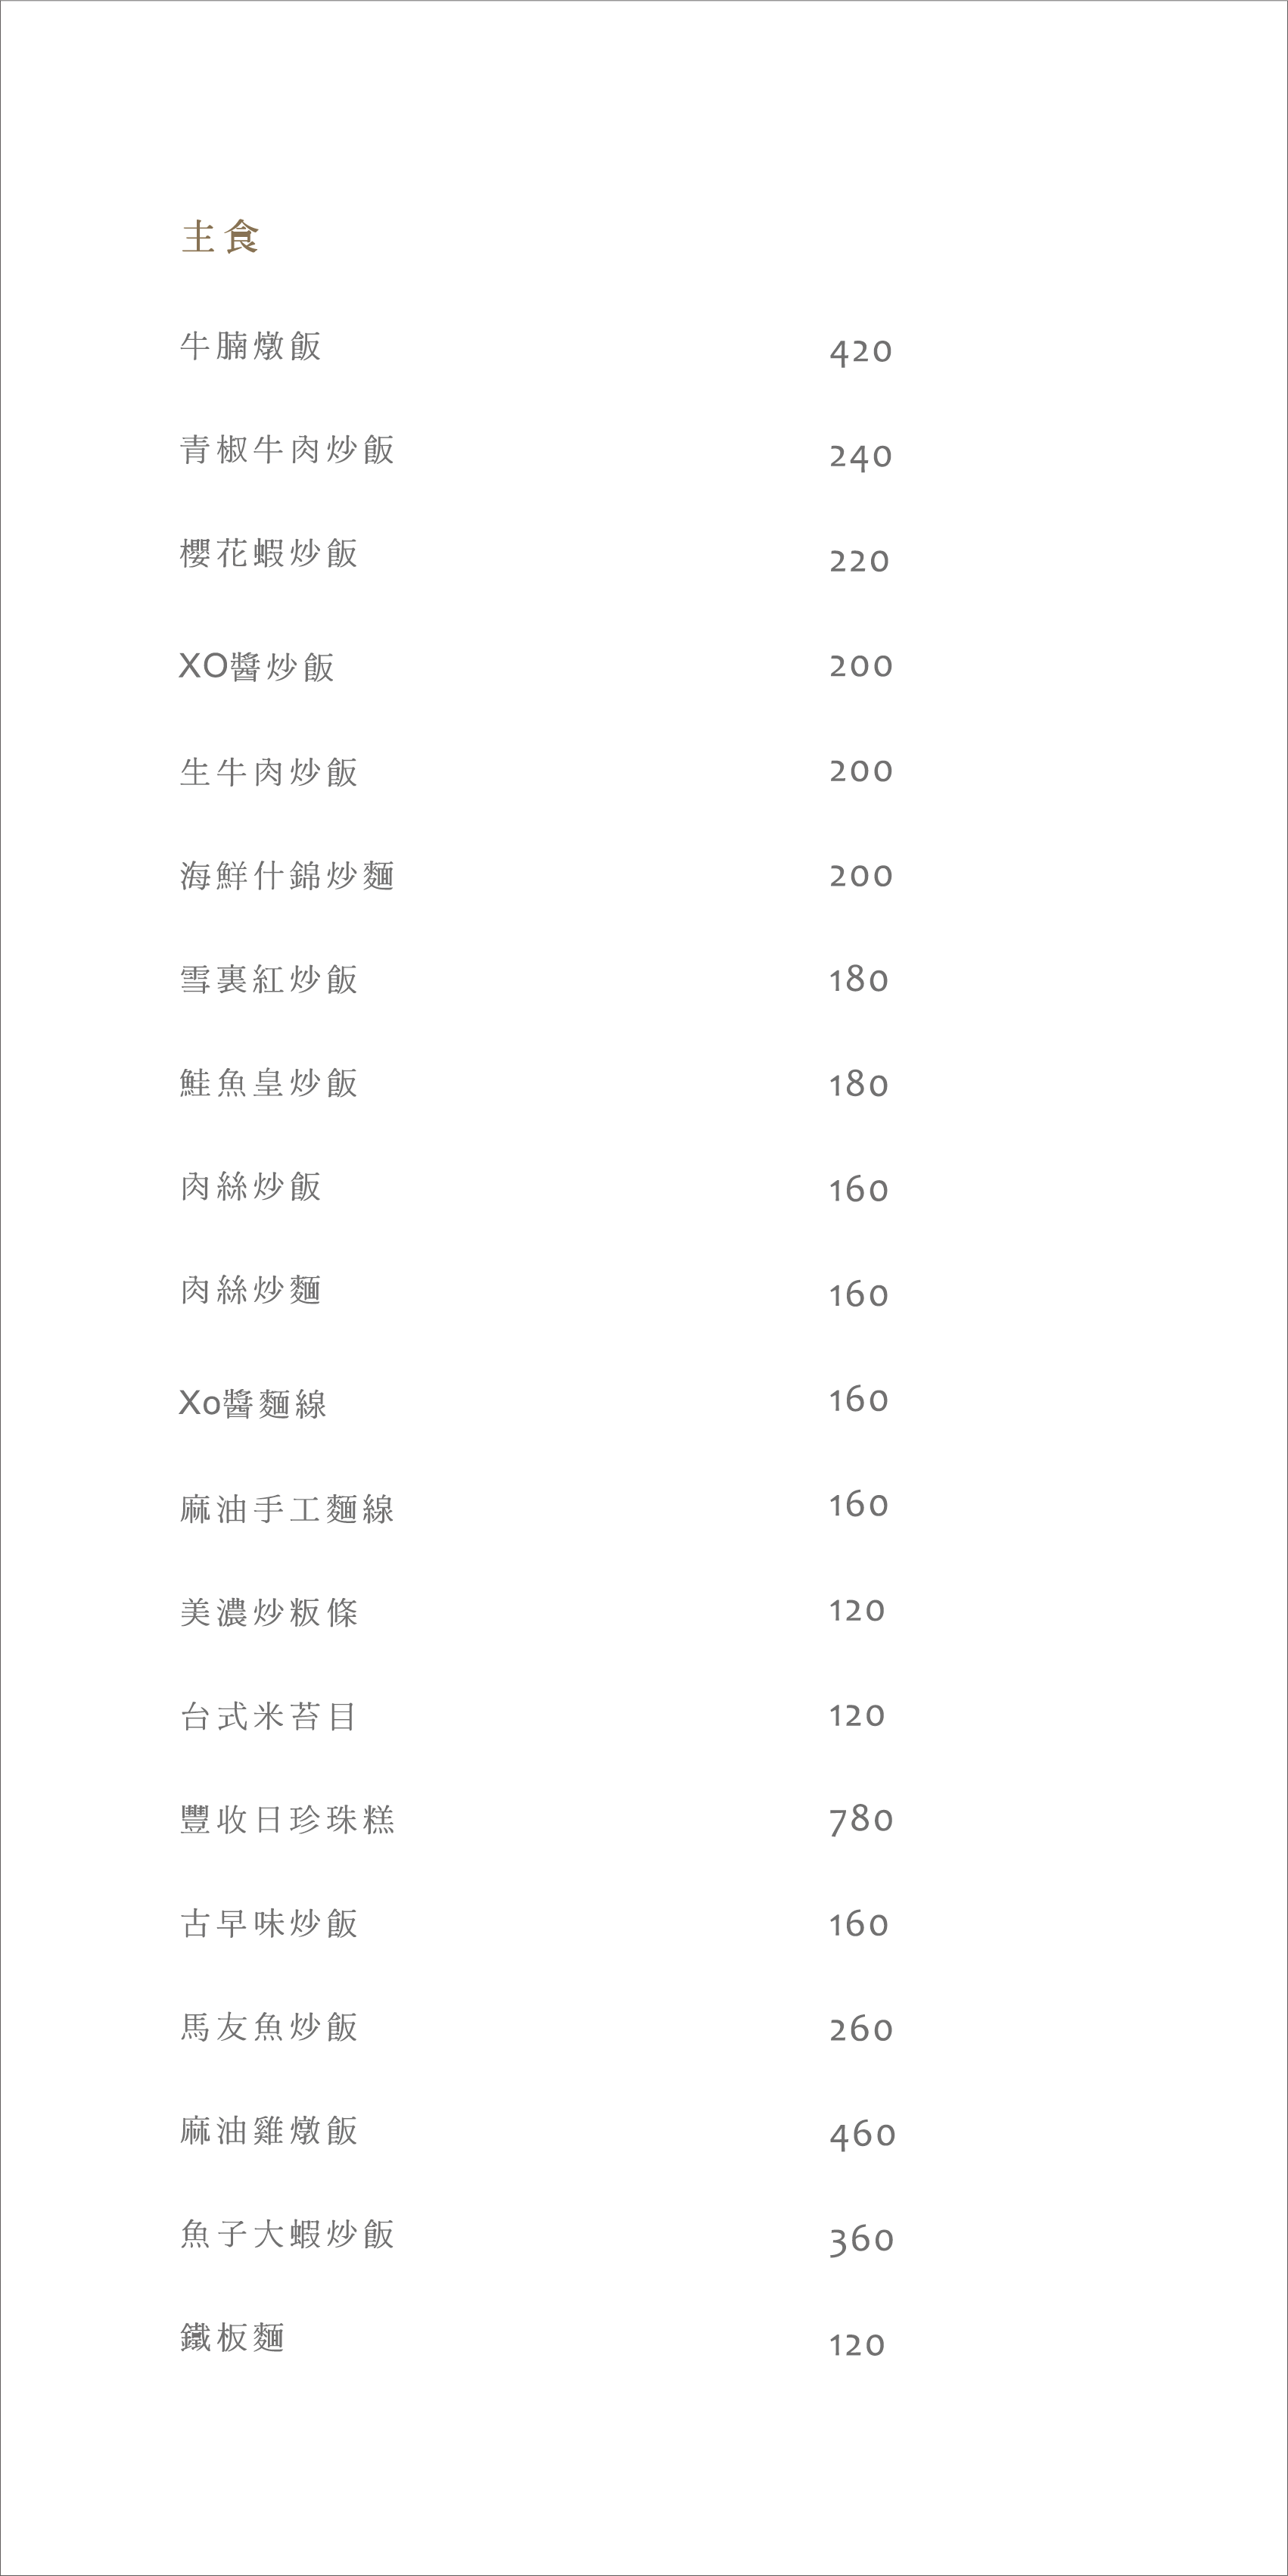 主食
牛腩燉飯 420
青椒牛肉炒飯 240
櫻花蝦炒飯 220
XO醬炒飯 200
生牛肉炒飯 200
海鮮什錦炒麵 200
雪裏紅炒飯 180
鮭魚皇炒飯 180
肉絲炒飯 160
肉絲炒麵 160
Xo醬麵線 160
麻油手工麵線 160
美濃炒粄條 120
台式米苔目 120
豐收日珍珠糕 780
古早味炒飯 160
馬友魚炒飯 260
麻油雞燉飯 460
魚子大蝦炒飯 360
鐵板麵 120